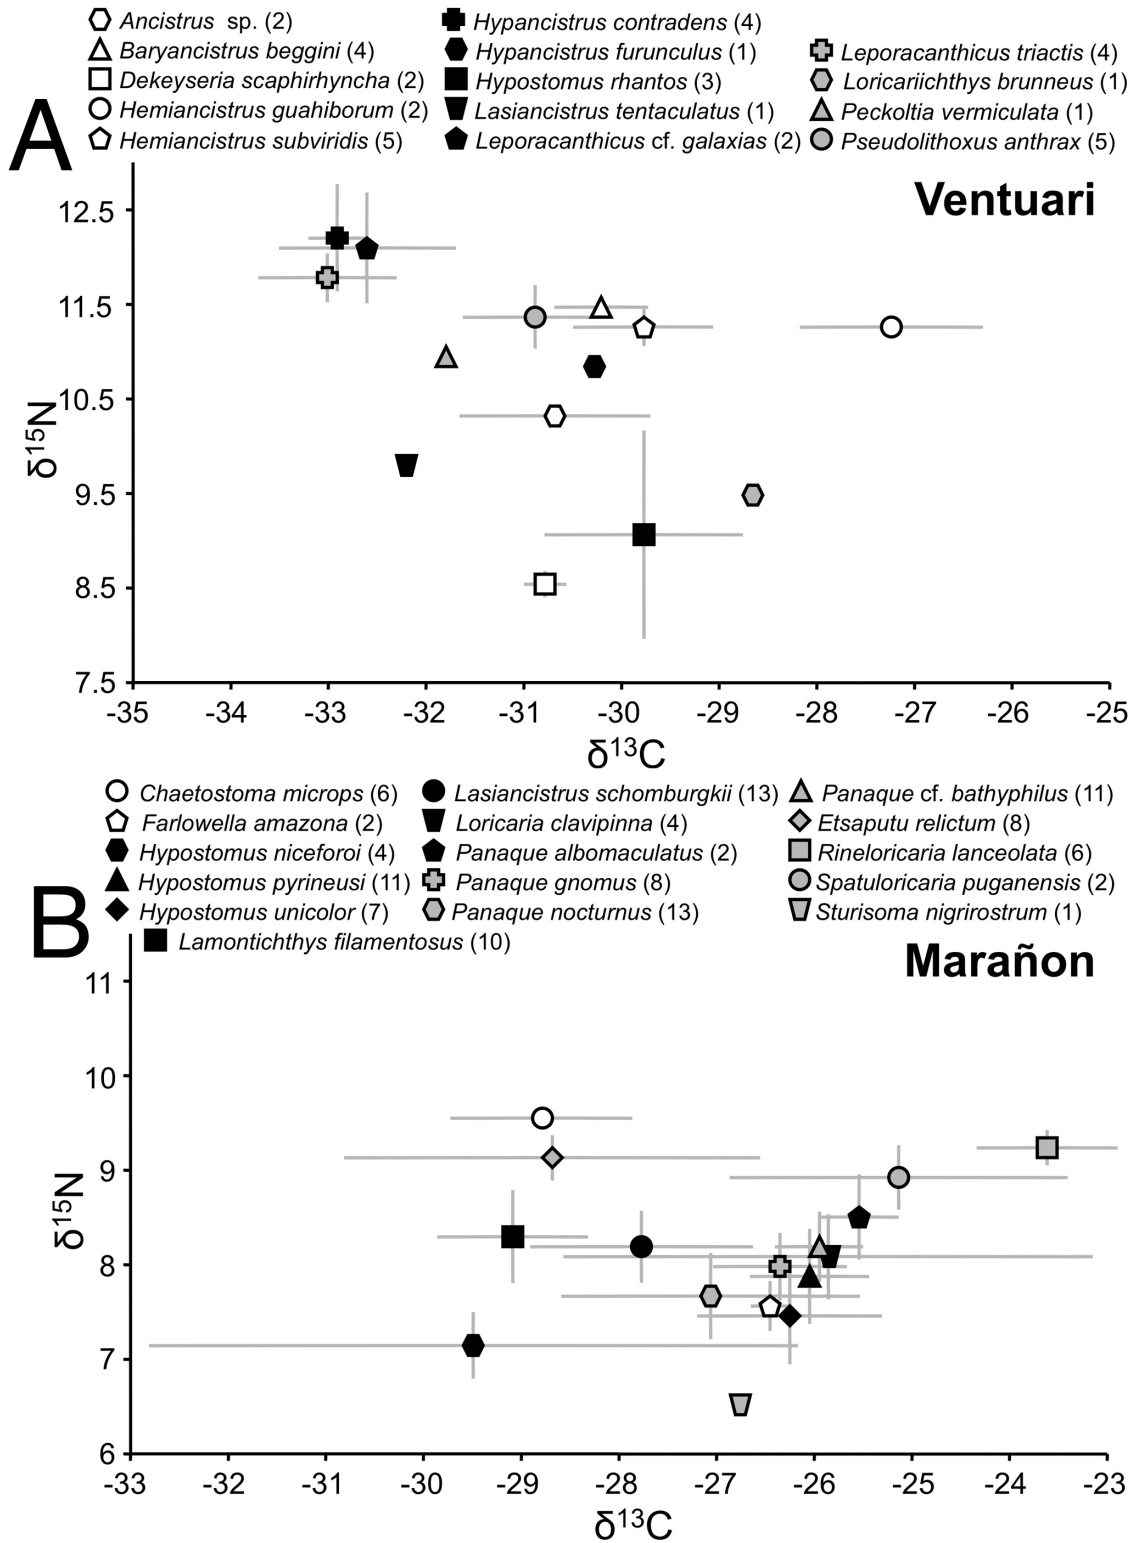 Ancistrus sp. (2) Hypancistrus contradens (4)
Baryancistrus beggini (4) Hypancistrus furunculus (1) Leporacanthicus triactis (4)
Dekeyseria scaphirhyncha (2) Hypostomus rhantos (3) Loricariichthys brunneus (1)
Hemiancistrus guahiborum (2) Lasiancistrus tentaculatus (1) Peckoltia vermiculata (1)
Hemiancistrus subviridis (5) Leporacanthicus cf. galaxias (2) Pseudolithoxus anthrax (5)
A
Ventuari
12.5
11.5
10.5
9.5
8.5
7.5
δ15N
-35 -34 -33 -32 -31 -30 -29 -28 -27 -26 -25
δ13C
Chaetostoma microps (6) Lasiancistrus schomburgkii (13) Panaque cf. bathyphilus (11)
Farlowella amazona (2) Loricaria clavipinna (4) Etsaputu relictum (8)
Hypostomus niceforoi (4) Panaque albomaculatus (2) Rineloricaria lanceolata (6)
Hypostomus pyrineusi (11) Panaque gnomus (8) Spatuloricaria puganensis (2)
Hypostomus unicolor (7) Panaque nocturnus (13) Sturisoma nigrirostrum (1)
Lamontichthys filamentosus (10)
B
Marañon
11
10
9
8
7
6
δ15N
-33 -32 -31 -30 -29 -28 -27 -26 -25 -24 -23
δ13C